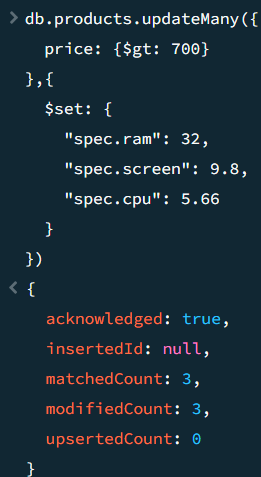 > db.products.updateMany({
price: {$gt: 700}
},{
$set: {
"spec.ram": 32,
"spec.screen": 9.8,
"spec.cpu": 5.66
}
})
< {
acknowledged: true,
insertedId: null,
matchedCount: 3,
modifiedCount: 3,
upsertedCount: 0
}